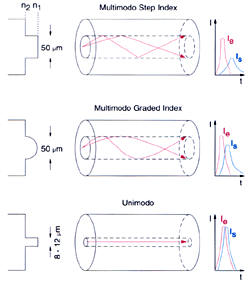 n₂ n₁ Multimodo Step Index
50 µm
I Ie
Is
t
Multimodo Graded Index
50 µm
I Ie
Is
t
Unimodo
8 - 12 µm
I Ie
Is
t